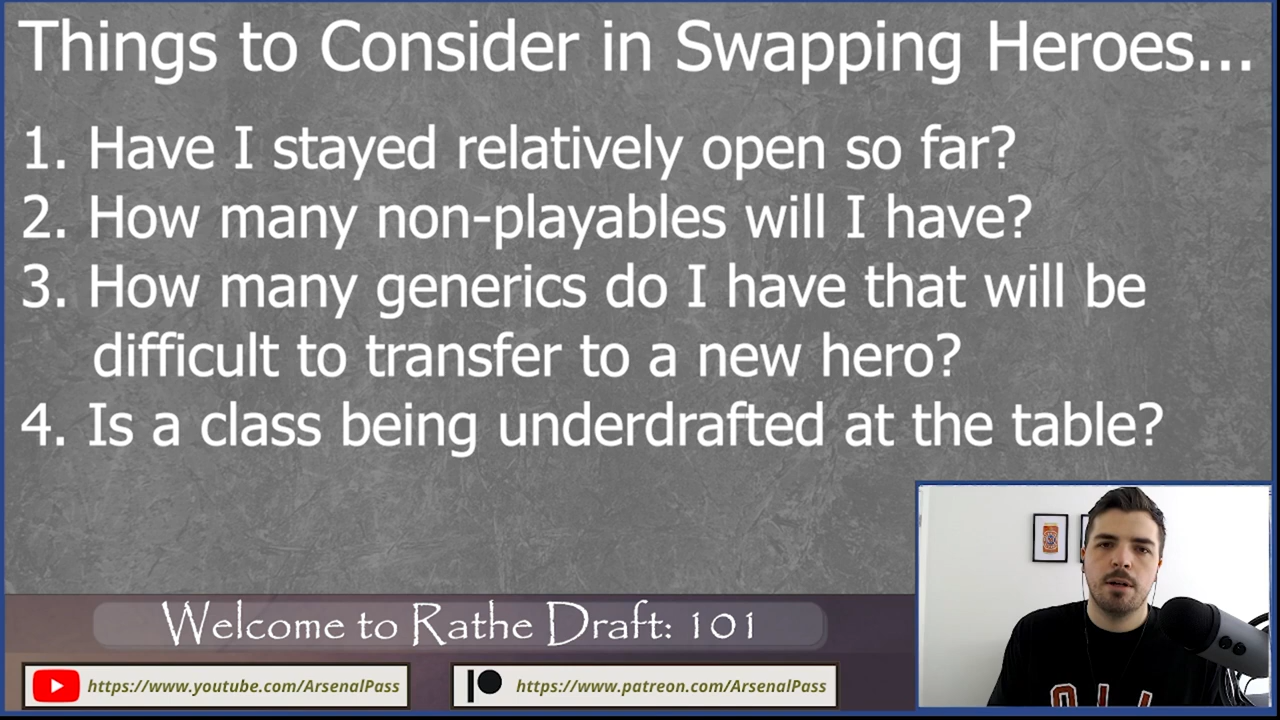 Things to Consider in Swapping Heroes...
1. Have I stayed relatively open so far?
2. How many non-playables will I have?
3. How many generics do I have that will be
difficult to transfer to a new hero?
4. Is a class being underdrafted at the table?
Welcome to Rathe Draft: 101
https://www.youtube.com/ArsenalPass
https://www.patreon.com/ArsenalPass